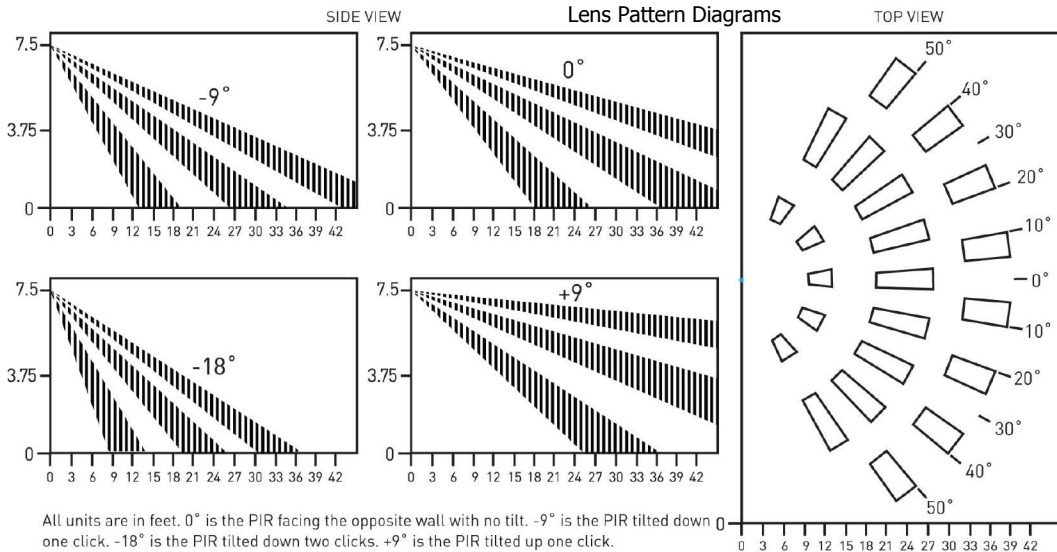 Lens Pattern Diagrams
SIDE VIEW
TOP VIEW
7.5
3.75
0
-9°
0 3 6 9 12 15 18 21 24 27 30 33 36 39 42
7.5
3.75
0
0°
0 3 6 9 12 15 18 21 24 27 30 33 36 39 42
7.5
3.75
0
-18°
0 3 6 9 12 15 18 21 24 27 30 33 36 39 42
7.5
3.75
0
+9°
0 3 6 9 12 15 18 21 24 27 30 33 36 39 42
50°
40°
30°
20°
10°
0°
10°
20°
30°
40°
50°
0
0 3 6 9 12 15 18 21 24 27 30 33 36 39 42
All units are in feet. 0° is the PIR facing the opposite wall with no tilt. -9° is the PIR tilted down
one click. -18° is the PIR tilted down two clicks. +9° is the PIR tilted up one click.